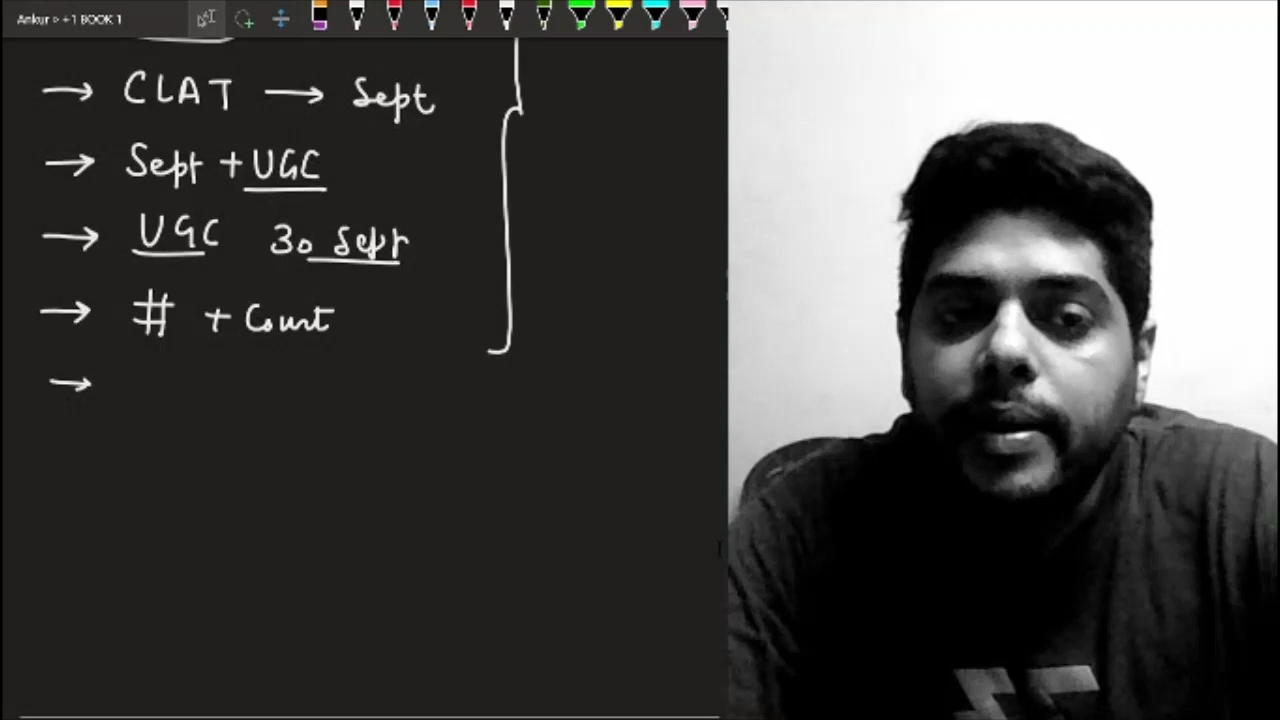 Ankur > +1 BOOK 1
→ CLAT → Sept
→ Sept + UGC
→ UGC 30 Sept
→ # + Court
→